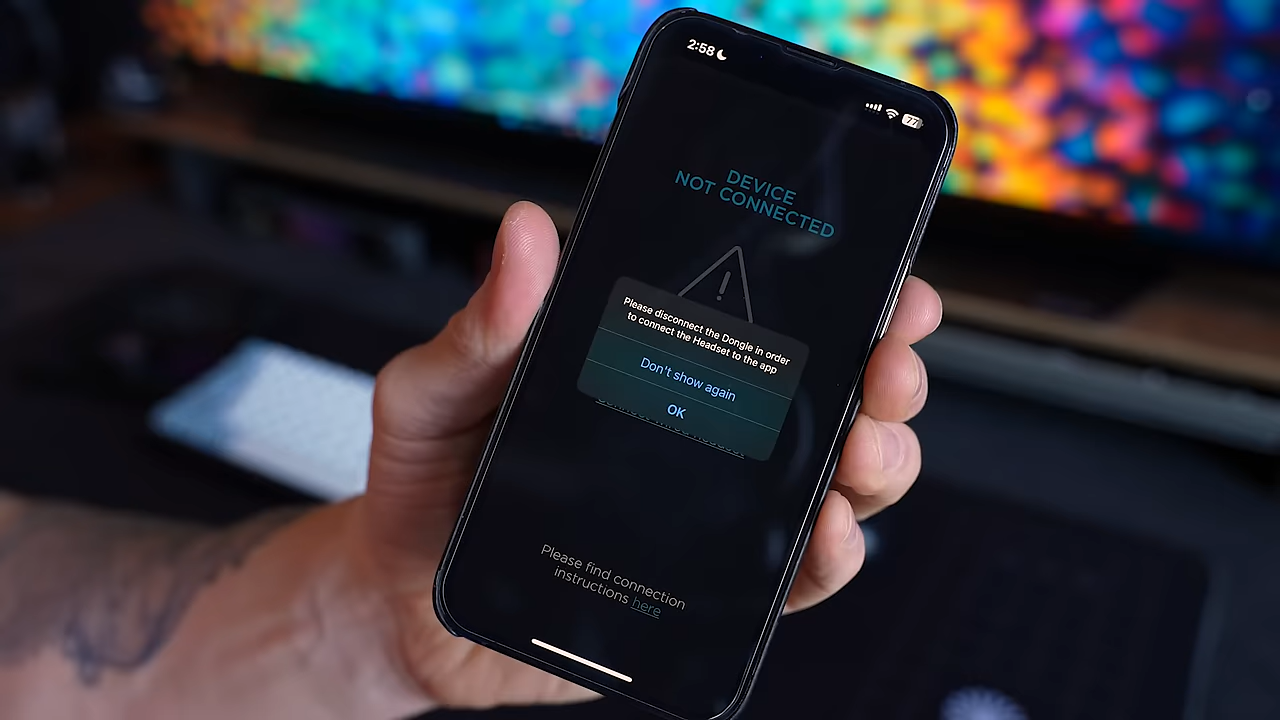 2:58
77
DEVICE
NOT CONNECTED
!
Please disconnect the Dongle in order
to connect the Headset to the app
Don't show again
OK
Please find connection
instructions here